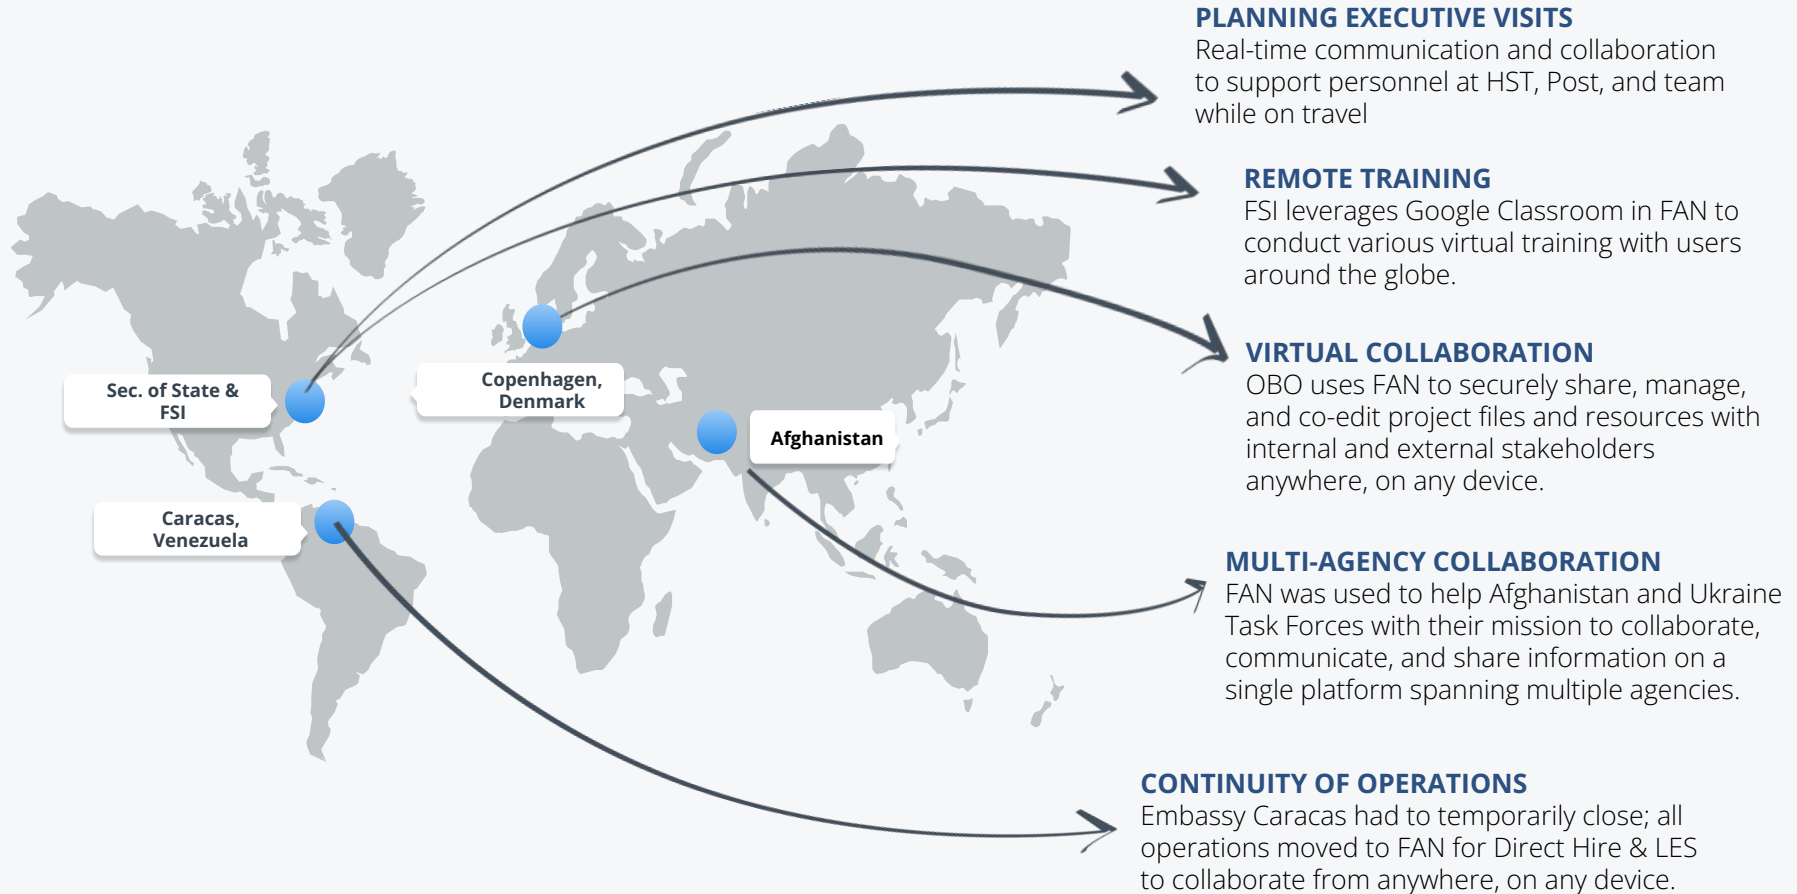 PLANNING EXECUTIVE VISITS
Real-time communication and collaboration
to support personnel at HST, Post, and team
while on travel
REMOTE TRAINING
FSI leverages Google Classroom in FAN to
conduct various virtual training with users
around the globe.
VIRTUAL COLLABORATION
OBO uses FAN to securely share, manage,
and co-edit project files and resources with
internal and external stakeholders
anywhere, on any device.
MULTI-AGENCY COLLABORATION
FAN was used to help Afghanistan and Ukraine
Task Forces with their mission to collaborate,
communicate, and share information on a
single platform spanning multiple agencies.
CONTINUITY OF OPERATIONS
Embassy Caracas had to temporarily close; all
operations moved to FAN for Direct Hire & LES
to collaborate from anywhere, on any device.
Sec. of State &
FSI
Copenhagen,
Denmark
Afghanistan
Caracas,
Venezuela